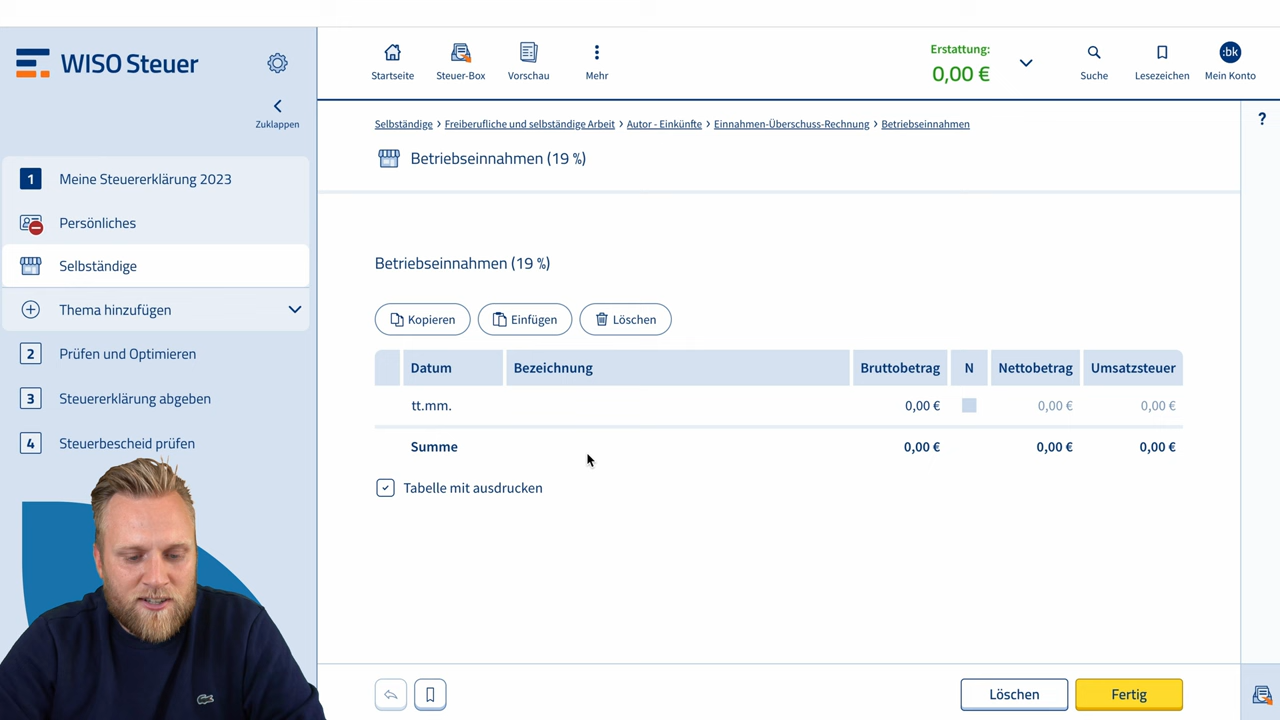 WISO Steuer
Zuklappen
1 Meine Steuererklärung 2023
Persönliches
Selbständige
Thema hinzufügen
2 Prüfen und Optimieren
3 Steuererklärung abgeben
4 Steuerbescheid prüfen
Startseite Steuer-Box Vorschau Mehr
Erstattung:
0,00 €
:bk
Suche Lesezeichen Mein Konto
Selbständige > Freiberufliche und selbständige Arbeit > Autor - Einkünfte > Einnahmen-Überschuss-Rechnung > Betriebseinnahmen
?
Betriebseinnahmen (19 %)
Betriebseinnahmen (19 %)
Kopieren Einfügen Löschen
Datum Bezeichnung Bruttobetrag N Nettobetrag Umsatzsteuer
tt.mm. 0,00 € 0,00 € 0,00 €
Summe 0,00 € 0,00 € 0,00 €
Tabelle mit ausdrucken
Löschen Fertig